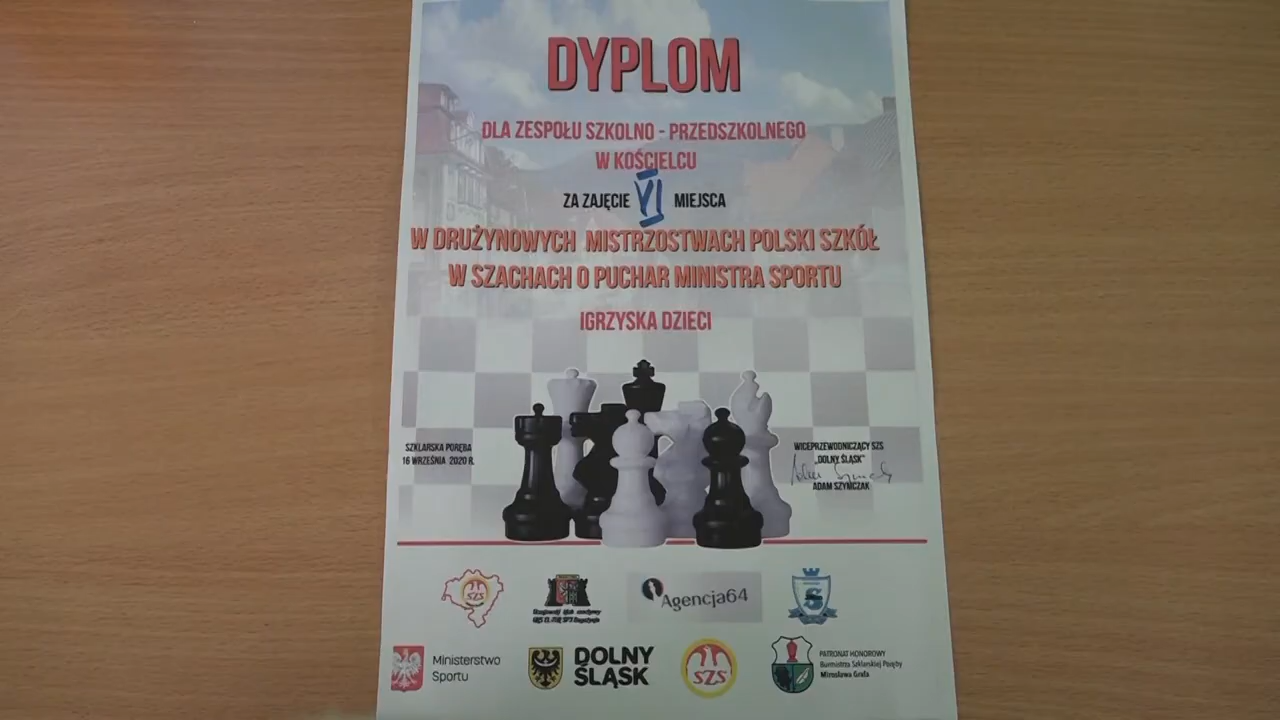 DYPLOM
DLA ZESPOŁU SZKOLNO - PRZEDSZKOLNEGO
W KOŚCIELCU
ZA ZAJĘCIE VI MIEJSCA
W DRUŻYNOWYCH MISTRZOSTWACH POLSKI SZKÓŁ
W SZACHACH O PUCHAR MINISTRA SPORTU
IGRZYSKA DZIECI
SZKLARSKA PORĘBA
16 WRZEŚNIA 2020 R.
WICEPRZEWODNICZĄCY SZS
„DOLNY ŚLĄSK”
ADAM SZYMCZAK
SZS
Agencja64
S
Ministerstwo
Sportu
DOLNY
ŚLĄSK
SZS
PATRONAT HONOROWY
Burmistrza Szklarskiej Poręby
Mirosława Grafa